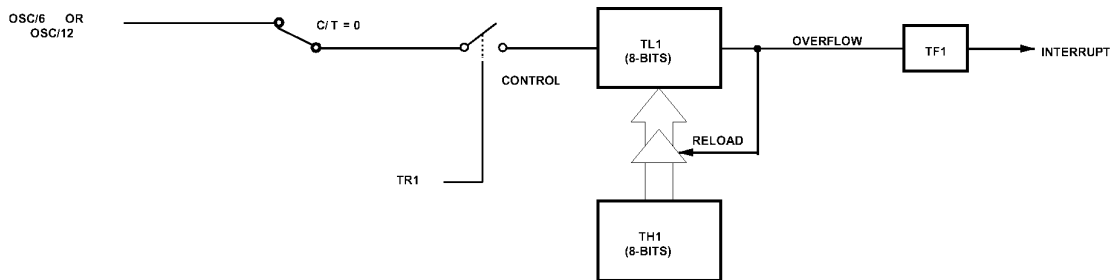 OSC/6 OR
OSC/12
C/T = 0
CONTROL
TR1
TL1
(8-BITS)
OVERFLOW
TF1
INTERRUPT
RELOAD
TH1
(8-BITS)